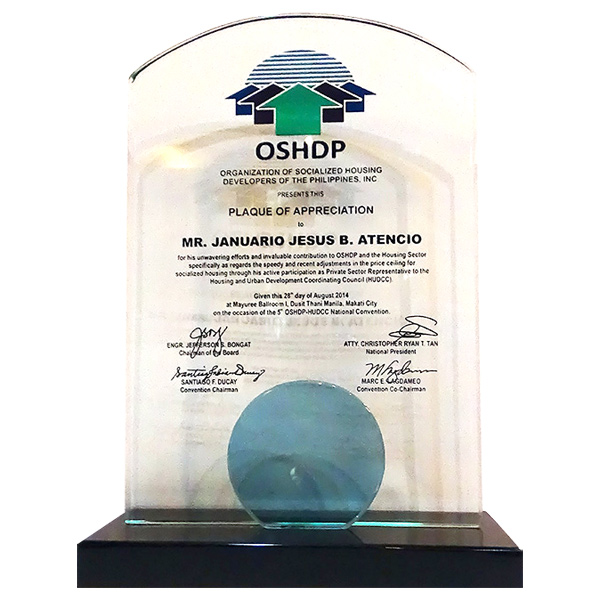 OSHDP
ORGANIZATION OF SOCIALIZED HOUSING
DEVELOPERS OF THE PHILIPPINES, INC
PRESENTS THIS
PLAQUE OF APPRECIATION
to
MR. JANUARIO JESUS B. ATENCIO
for his unwavering efforts and invaluable contribution to OSHDP and the Housing Sector
specifically as regards the speedy and recent adjustments in the price ceiling for
socialized housing through his active participation as Private Sector Representative to the
Housing and Urban Development Coordinating Council (HUDCC).
Given this 28th day of August 2014
at Mayuree Ballroom I, Dusit Thani Manila, Makati City
on the occasion of the 5th OSHDP-HUDCC National Convention.
ENGR. JEFFERSON S. BONGAT
Chairman of the Board
ATTY. CHRISTOPHER RYAN T. TAN
National President
SANTIAGO F. DUCAY
Convention Chairman
MARC E. AGDAMEO
Convention Co-Chairman